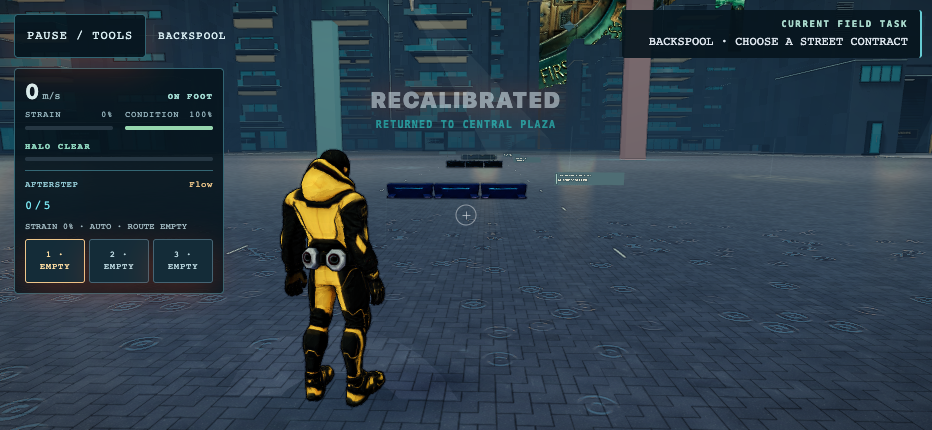 PAUSE / TOOLS
BACKSPOOL
CURRENT FIELD TASK
BACKSPOOL · CHOOSE A STREET CONTRACT
0 m/s
ON FOOT
STRAIN 0%
CONDITION 100%
HALO CLEAR
AFTERSTEP
Flow
0/5
STRAIN 0% · AUTO · ROUTE EMPTY
1 ·
EMPTY
2 ·
EMPTY
3 ·
EMPTY
FIRS
RECALIBRATED
RETURNED TO CENTRAL PLAZA